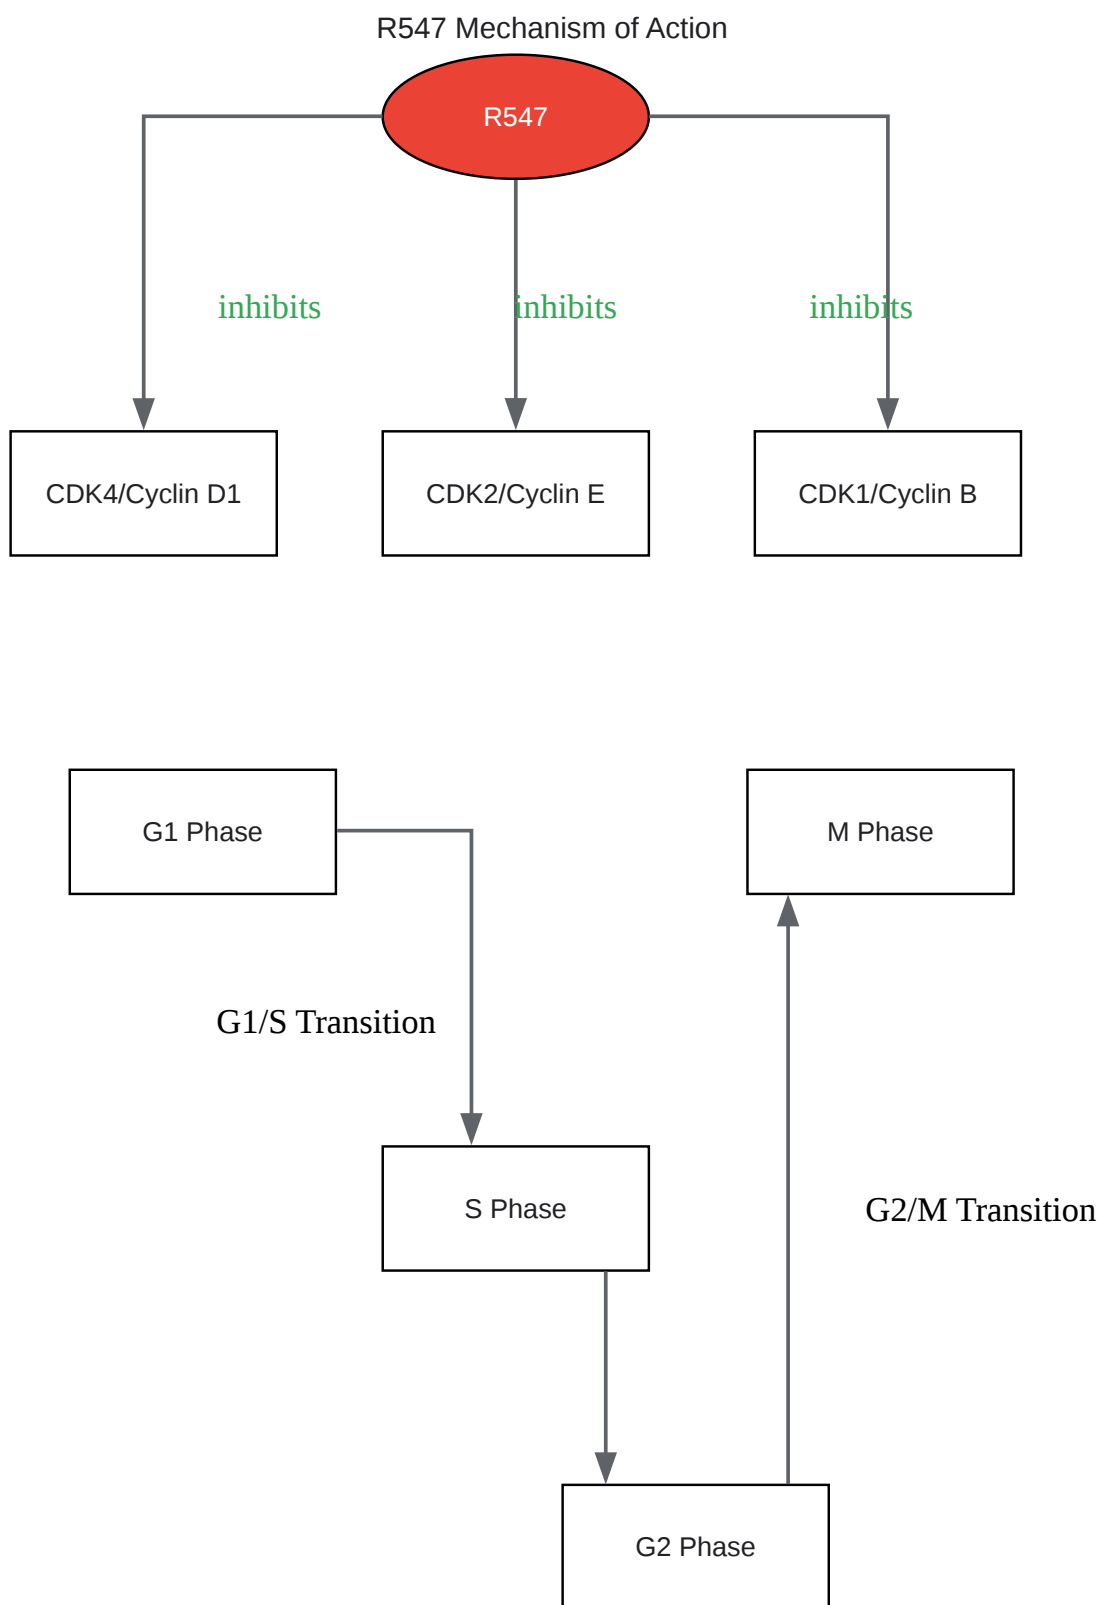 R547 Mechanism of Action
R547
inhibits
inhibits
inhibits
CDK4/Cyclin D1
CDK2/Cyclin E
CDK1/Cyclin B
G1 Phase
M Phase
G1/S Transition
S Phase
G2/M Transition
G2 Phase